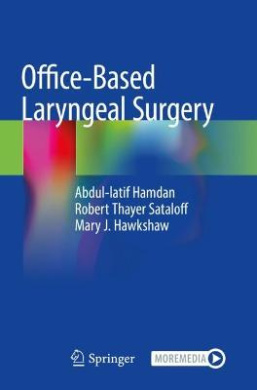 Office-Based
Laryngeal Surgery
Abdul-latif Hamdan
Robert Thayer Sataloff
Mary J. Hawkshaw
Springer
MOREMEDIA